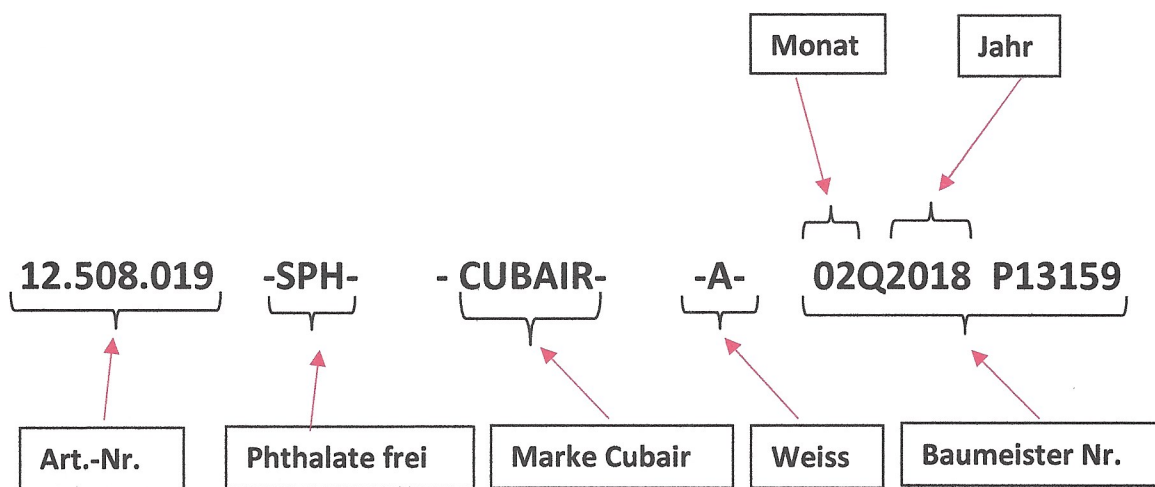 Monat Jahr
12.508.019 -SPH- - CUBAIR- -A- 02Q2018 P13159
Art.-Nr. Phthalate frei Marke Cubair Weiss Baumeister Nr.